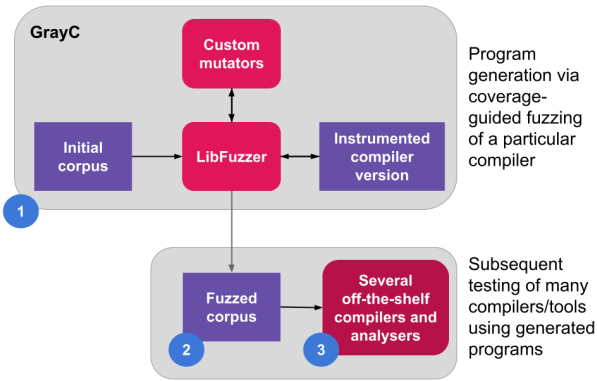 GrayC
Custom
mutators
Program
generation via
coverage-
guided fuzzing
of a particular
compiler
Initial
corpus
LibFuzzer
Instrumented
compiler
version
1
Fuzzed
corpus
Several
off-the-shelf
compilers and
analysers
Subsequent
testing of many
compilers/tools
using generated
programs
2
3